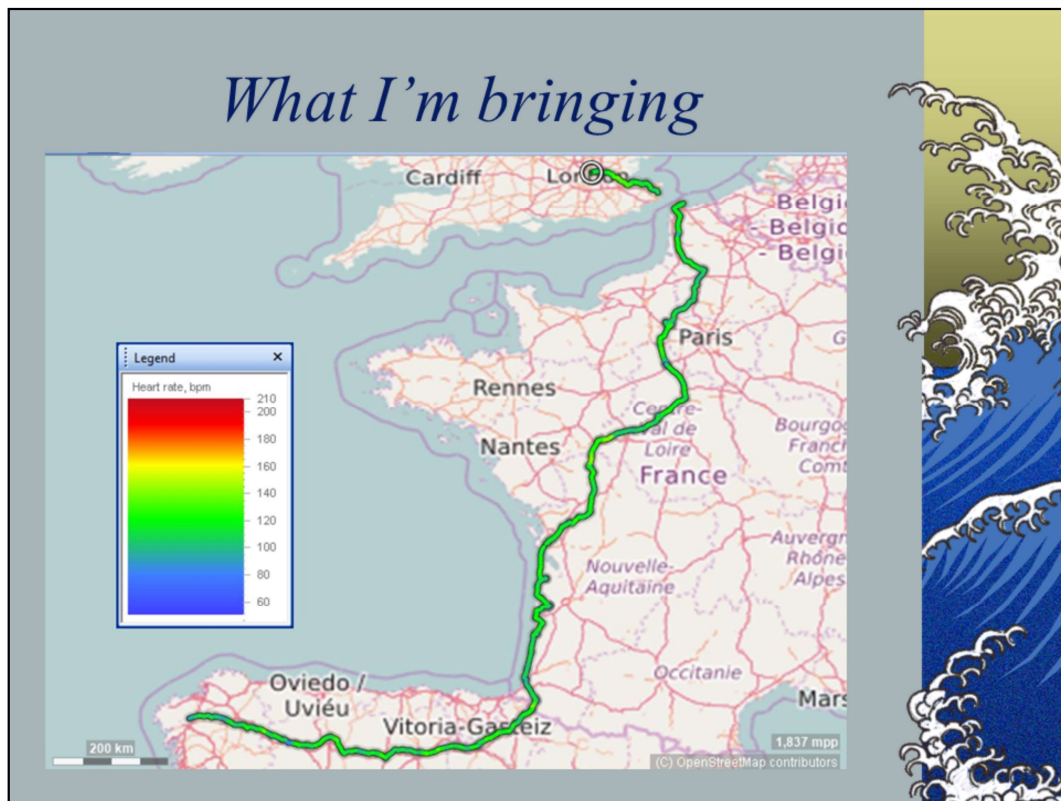 What I’m bringing
Cardiff
London
Belgi
- Belgic
- Belgi
Paris
Rennes
Centre-
Val de
Loire
Bourgo
Franc
Comt
Nantes
France
Legend
Heart rate, bpm
210
200
180
160
140
120
100
80
60
Nouvelle-
Aquitaine
Auvergn
Rhône
Alpes
Occitanie
Mars
Oviedo /
Uviéu
Vitoria-Gasteiz
200 km
1,837 mpp
(C) OpenStreetMap contributors